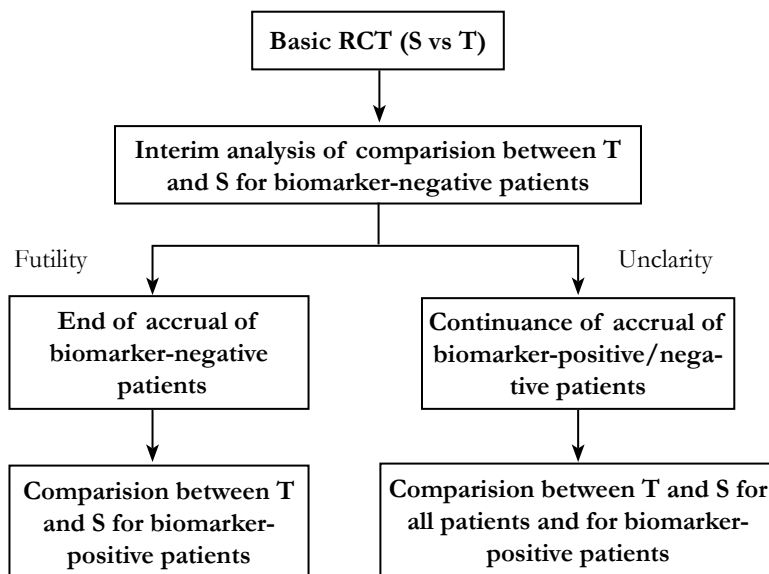 Basic RCT (S vs T)
Interim analysis of comparision between T
and S for biomarker-negative patients
Futility
Unclarity
End of accrual of
biomarker-negative
patients
Continuance of accrual of
biomarker-positive/nega-
tive patients
Comparision between T
and S for biomarker-
positive patients
Comparision between T and S for
all patients and for biomarker-
positive patients